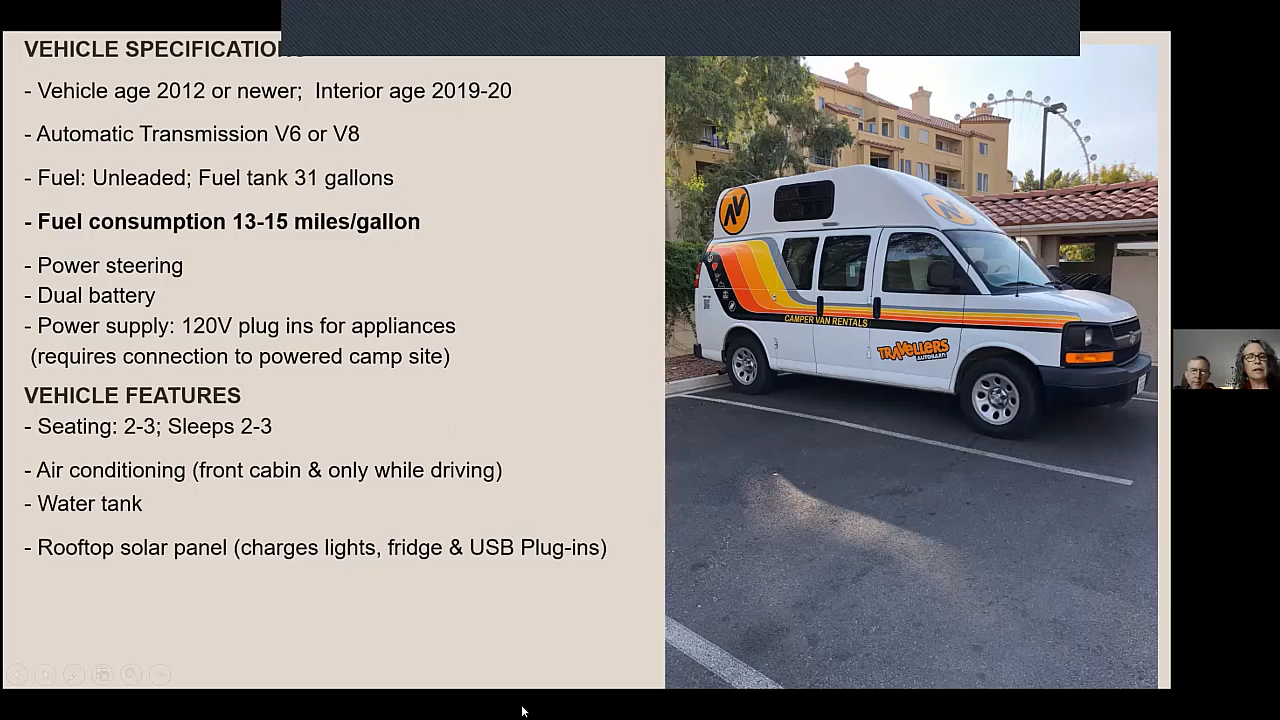 VEHICLE SPECIFICATION
- Vehicle age 2012 or newer;  Interior age 2019-20
- Automatic Transmission V6 or V8
- Fuel: Unleaded; Fuel tank 31 gallons
- Fuel consumption 13-15 miles/gallon
- Power steering
- Dual battery
- Power supply: 120V plug ins for appliances
(requires connection to powered camp site)
VEHICLE FEATURES
- Seating: 2-3; Sleeps 2-3
- Air conditioning (front cabin & only while driving)
- Water tank
- Rooftop solar panel (charges lights, fridge & USB Plug-ins)
CAMPER VAN RENTALS
TRAVELLERS
AUTOBARN